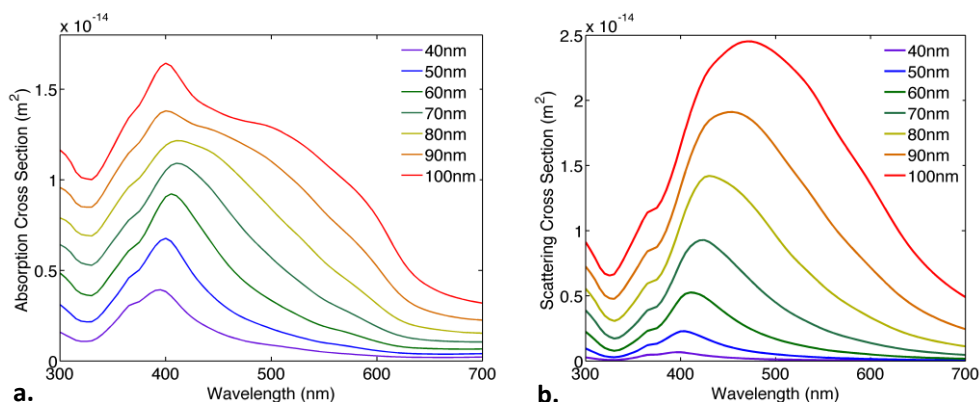 x 10⁻¹⁴
Absorption Cross Section (m²)
1.5
1
0.5
0
40nm
50nm
60nm
70nm
80nm
90nm
100nm
300 400 500 600 700
Wavelength (nm)
a.
x 10⁻¹⁴
Scattering Cross Section (m²)
2.5
2
1.5
1
0.5
0
40nm
50nm
60nm
70nm
80nm
90nm
100nm
300 400 500 600 700
Wavelength (nm)
b.